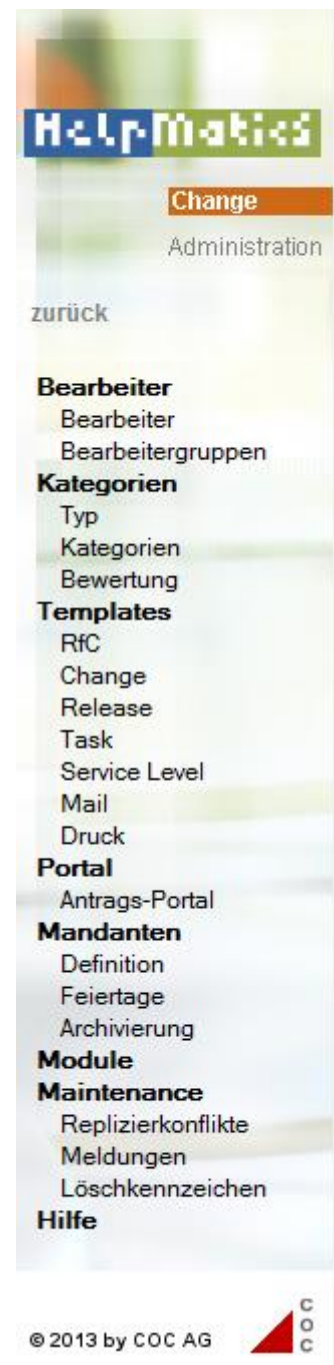 HelpMatics
Change
Administration
zurück
Bearbeiter
Bearbeiter
Bearbeitergruppen
Kategorien
Typ
Kategorien
Bewertung
Templates
RfC
Change
Release
Task
Service Level
Mail
Druck
Portal
Antrags-Portal
Mandanten
Definition
Feiertage
Archivierung
Module
Maintenance
Replizierkonflikte
Meldungen
Löschkennzeichen
Hilfe
© 2013 by COC AG
COC